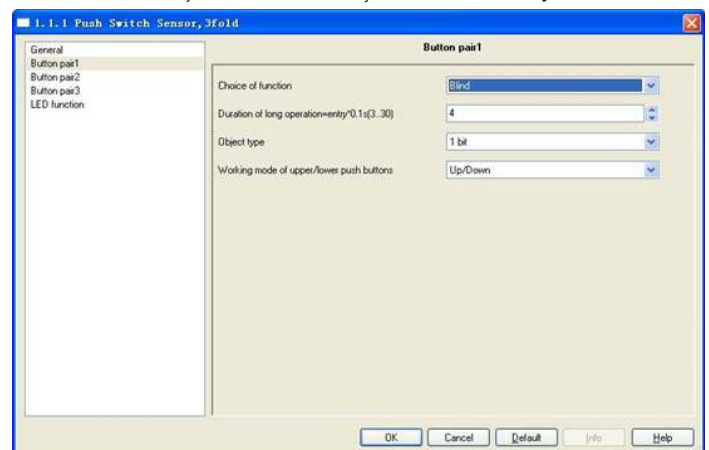 1.1.1 Push Switch Sensor,3fold
General
Button pair1
Button pair2
Button pair3
LED function
Button pair1
Choice of function
Blind
Duration of long operation=entry*0.1s(3..30)
4
Object type
1 bit
Working mode of upper/lower push buttons
Up/Down
OK
Cancel
Default
Info
Help